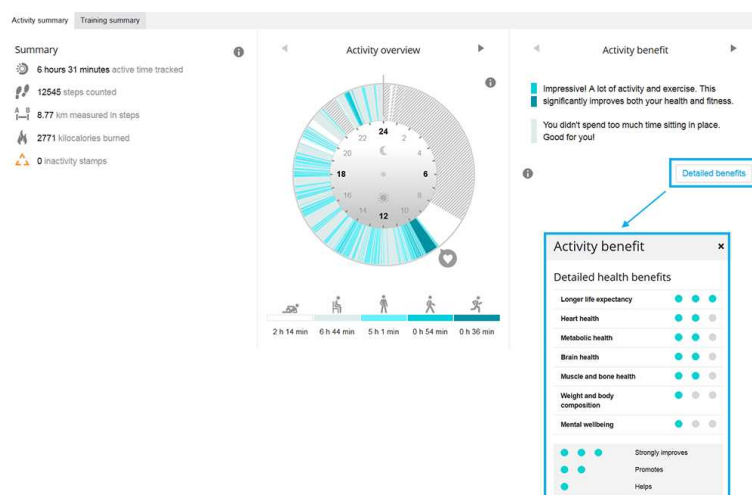 Activity summary
Training summary
Summary
6 hours 31 minutes active time tracked
12545 steps counted
A B
8.77 km measured in steps
2771 kilocalories burned
0 inactivity stamps
Activity overview
24
22 2
20 4
18 6
16 8
14 10
12
2 h 14 min 6 h 44 min 5 h 1 min 0 h 54 min 0 h 36 min
Activity benefit
Impressive! A lot of activity and exercise. This
significantly improves both your health and fitness.
You didn't spend too much time sitting in place.
Good for you!
Detailed benefits
Activity benefit ×
Detailed health benefits
Longer life expectancy
Heart health
Metabolic health
Brain health
Muscle and bone health
Weight and body
composition
Mental wellbeing
Strongly improves
Promotes
Helps